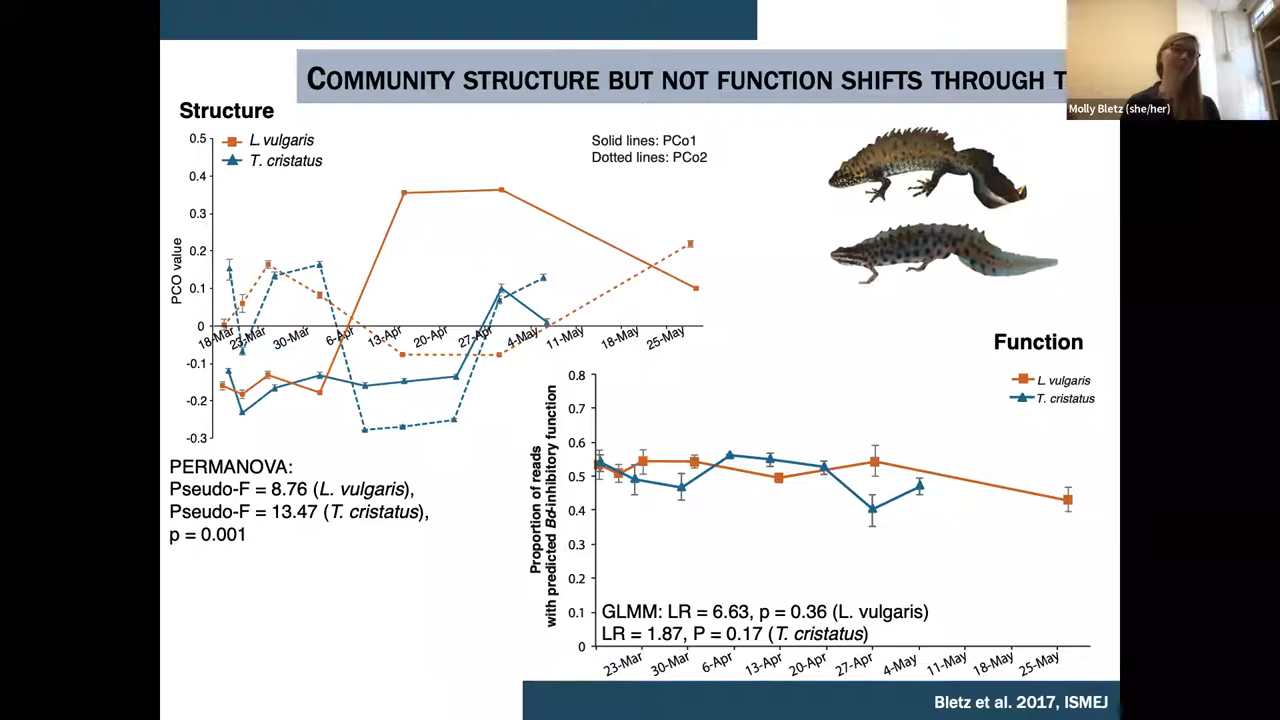 COMMUNITY STRUCTURE BUT NOT FUNCTION SHIFTS THROUGH
Molly Bletz (she/her)
Structure
L. vulgaris
T. cristatus
Solid lines: PCo1
Dotted lines: PCo2
PCO value
0.5
0.4
0.3
0.2
0.1
0
-0.1
-0.2
-0.3
18-Mar
23-Mar
30-Mar
6-Apr
13-Apr
20-Apr
27-Apr
4-May
11-May
18-May
25-May
PERMANOVA:
Pseudo-F = 8.76 (L. vulgaris),
Pseudo-F = 13.47 (T. cristatus),
p = 0.001
Function
L. vulgaris
T. cristatus
Proportion of reads
with predicted Bd-inhibitory function
0.8
0.7
0.6
0.5
0.4
0.3
0.2
0.1
0
GLMM: LR = 6.63, p = 0.36 (L. vulgaris)
LR = 1.87, P = 0.17 (T. cristatus)
23-Mar
30-Mar
6-Apr
13-Apr
20-Apr
27-Apr
4-May
11-May
18-May
25-May
Bletz et al. 2017, ISMEJ